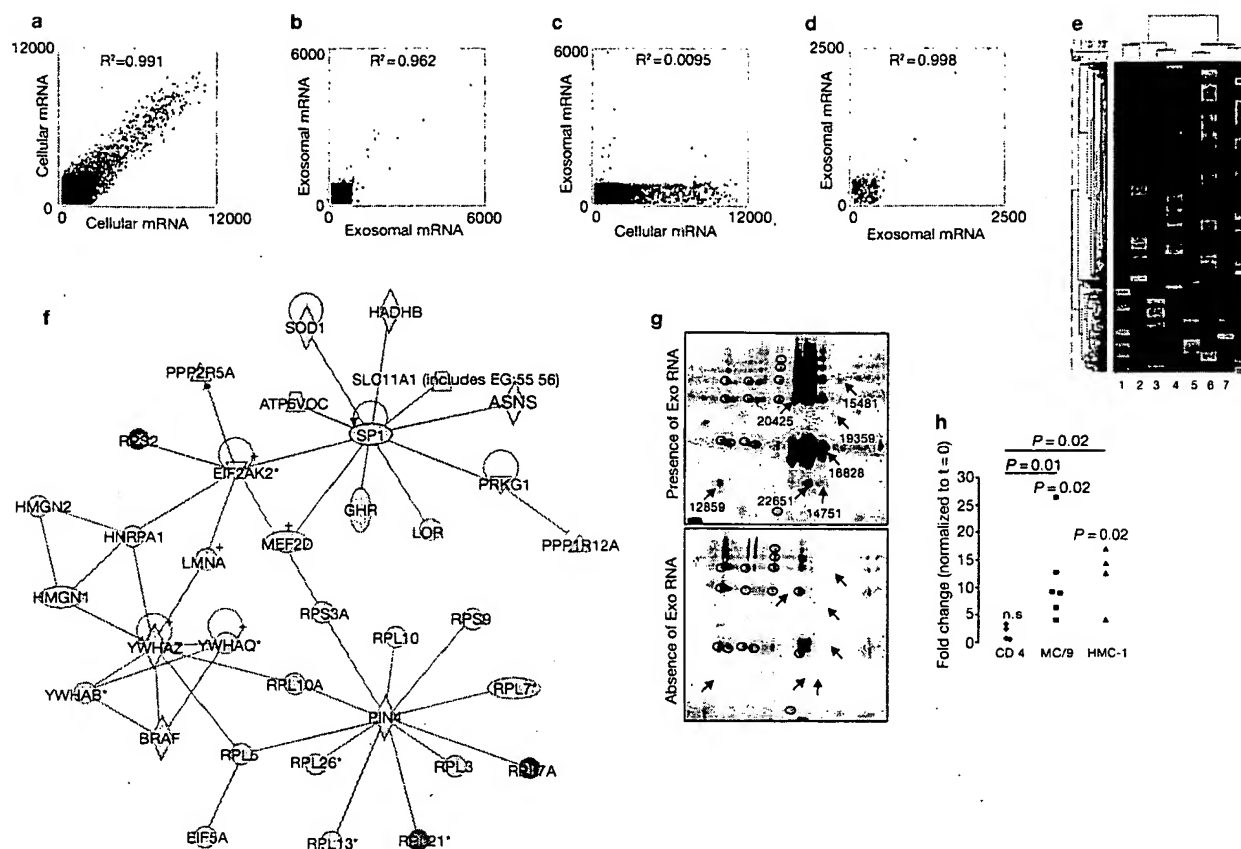 a
12000
R²=0.991
Cellular mRNA
0
0
12000
Cellular mRNA
b
6000
R²=0.962
Exosomal mRNA
0
0
6000
Exosomal mRNA
c
6000
R²=0.0095
Exosomal mRNA
0
0
12000
Cellular mRNA
d
2500
R²=0.998
Exosomal mRNA
0
0
2500
Exosomal mRNA
e
1 2 3 4 5 6 7
f
SOD1
HADHB
PPP2R5A
SLC11A1 (includes EG:55 56)
ATP6VOC
ASNS
SP1
RPS2
EIF2AK2*
PRKG1
HMGN2
GHR
HNRPA1
LOR
MEF2D
PPP1R12A
LMNA
HMGN1*
RPS3A
RPS9
YWHAZ
YWHAQ*
RPL10
YWHAB*
RPL10A
RPL7*
PIN4
BRAF
RPL5
RPL26*
RPL3
EIF5A
RPL13*
g
Presence of Exo RNA
20425
15481
19359
16828
12859
22651
14751
Absence of Exo RNA
h
Fold change (normalized to t = 0)
30
25
20
15
10
5
0
P = 0.02
P = 0.01
P = 0.02
P = 0.02
n.s
CD 4
MC/9
HMC-1